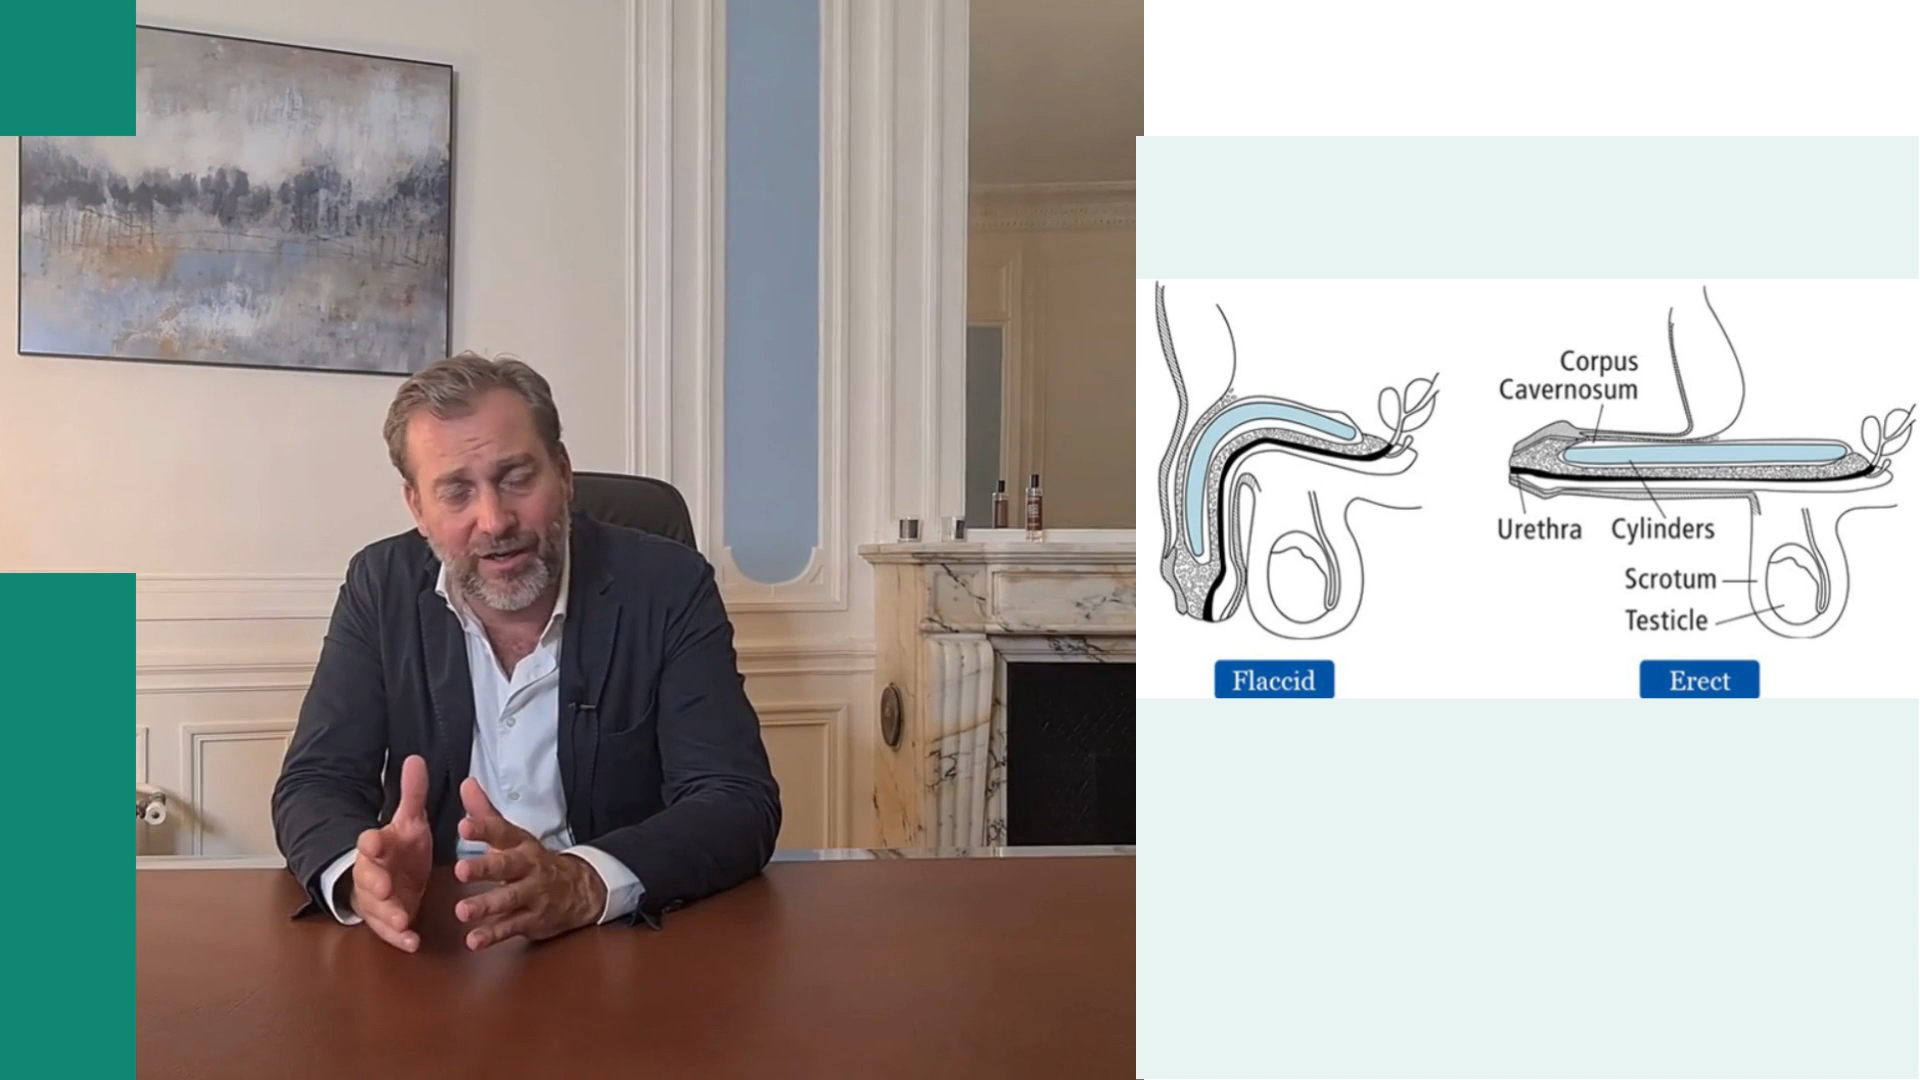 Corpus
Cavernosum
Urethra
Cylinders
Scrotum
Testicle
Flaccid
Erect